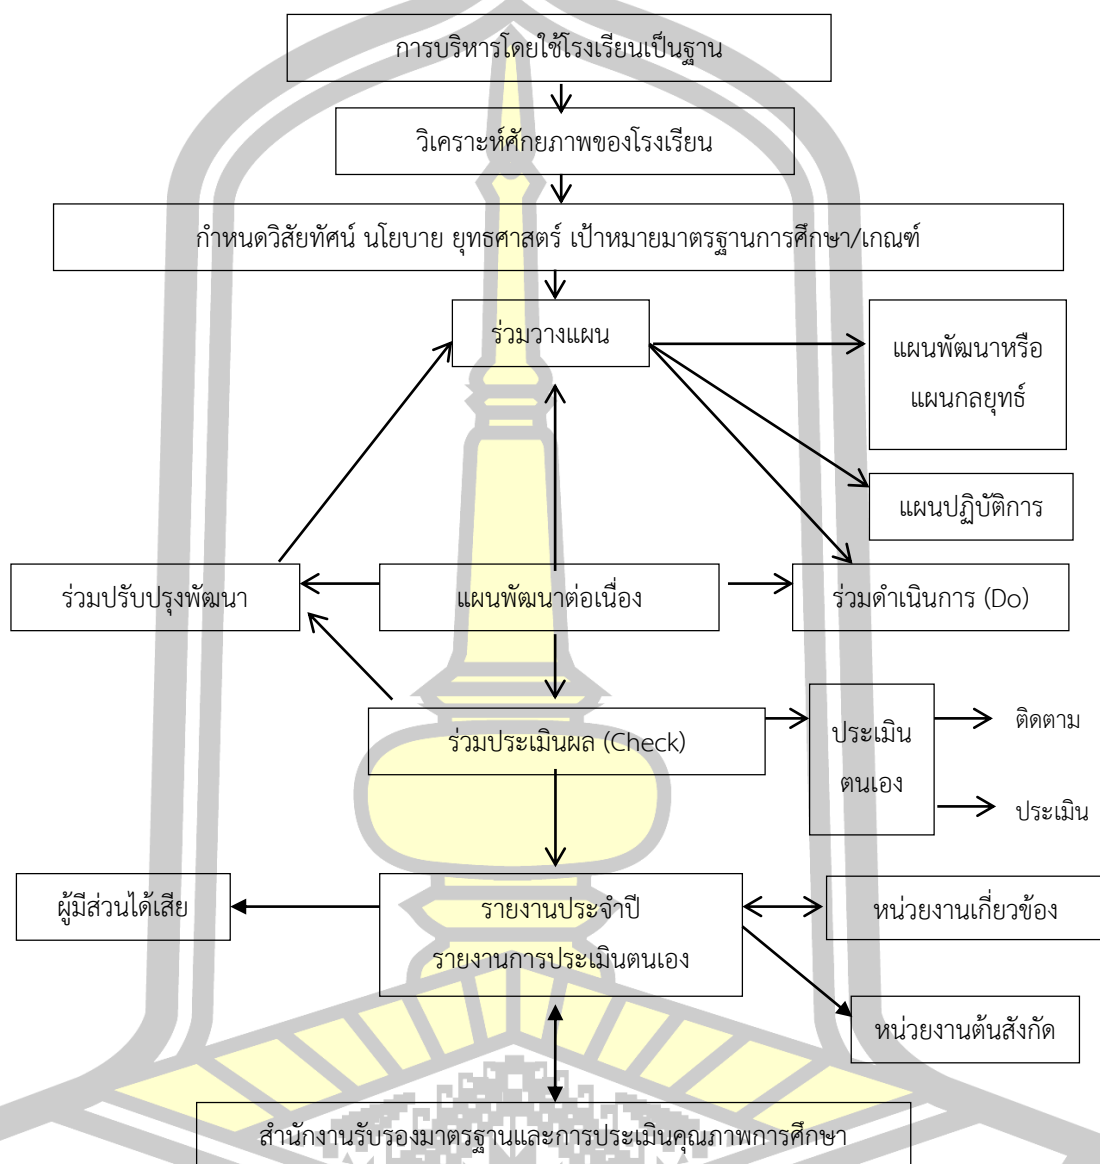 การบริหารโดยใช้โรงเรียนเป็นฐาน
วิเคราะห์ศักยภาพของโรงเรียน
กำหนดวิสัยทัศน์ นโยบาย ยุทธศาสตร์ เป้าหมายมาตรฐานการศึกษา/เกณฑ์
ร่วมวางแผน
แผนพัฒนาหรือ
แผนกลยุทธ์
แผนปฏิบัติการ
ร่วมปรับปรุงพัฒนา
แผนพัฒนาต่อเนื่อง
ร่วมดำเนินการ (Do)
ร่วมประเมินผล (Check)
ประเมิน
ตนเอง
ติดตาม
ประเมิน
ผู้มีส่วนได้เสีย
รายงานประจำปี
รายงานการประเมินตนเอง
หน่วยงานเกี่ยวข้อง
หน่วยงานต้นสังกัด
สำนักงานรับรองมาตรฐานและการประเมินคุณภาพการศึกษา